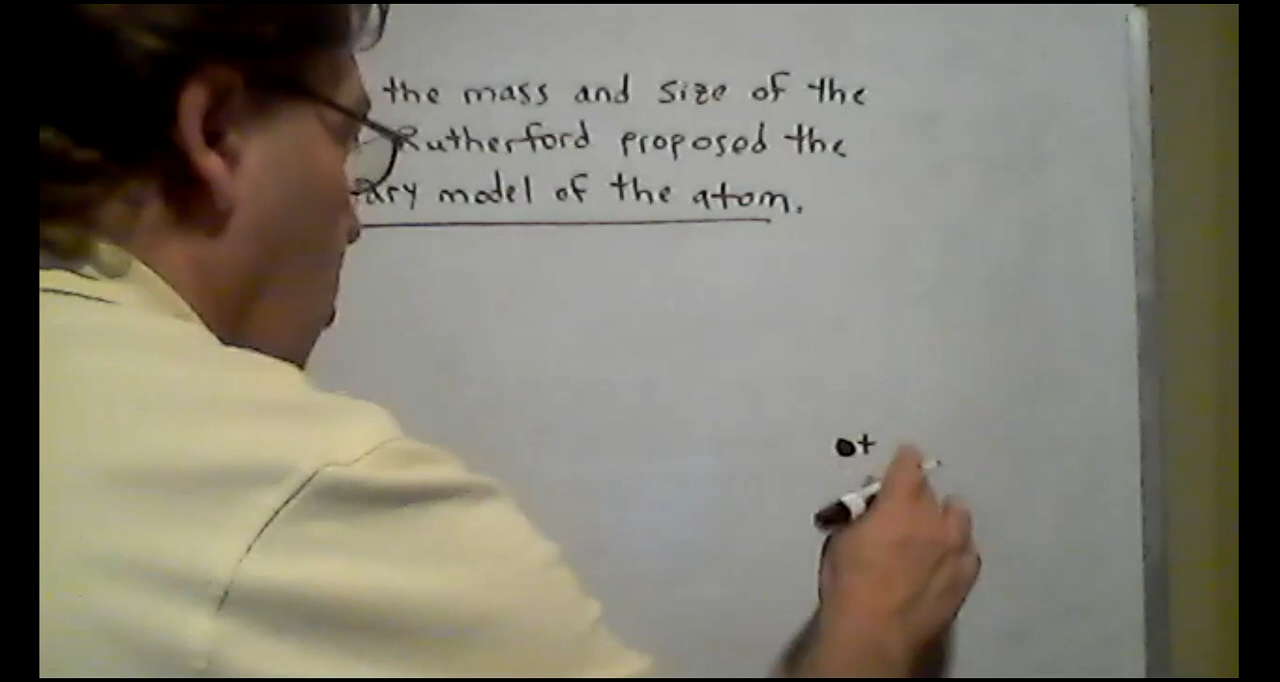 the mass and size of the
Rutherford proposed the
ary model of the atom.
+